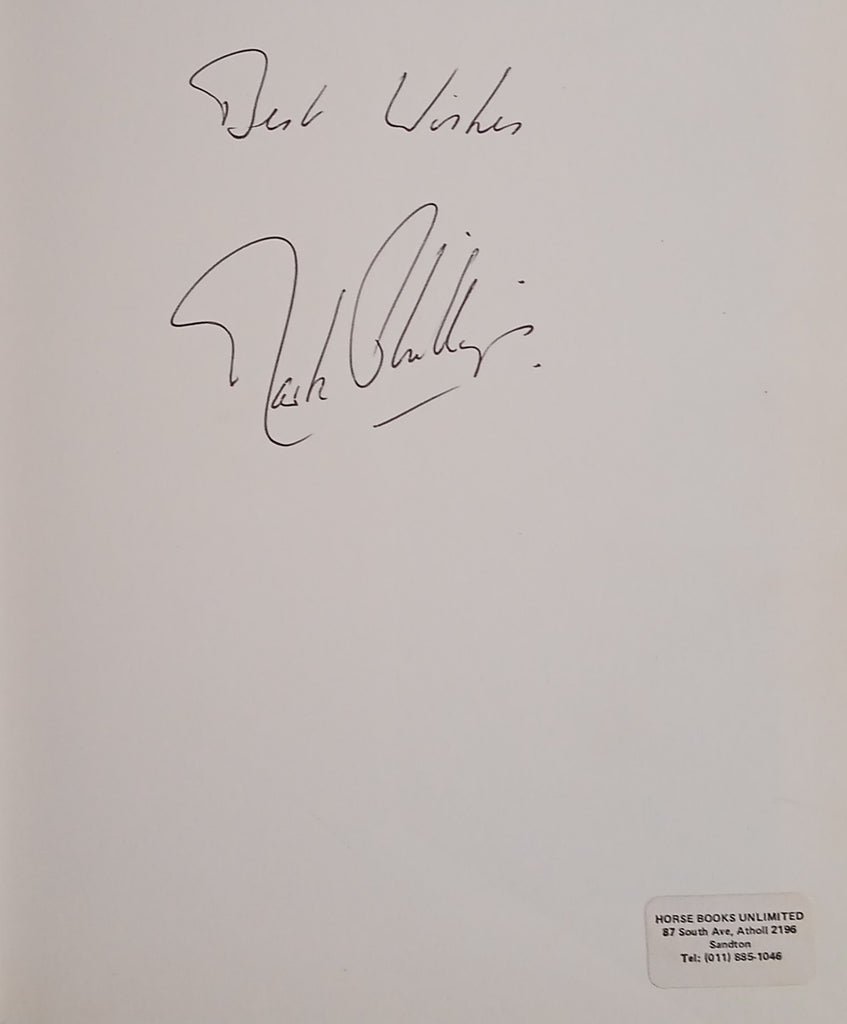 Best Wishes
Mark Phillips.
HORSE BOOKS UNLIMITED
87 South Ave, Atholl 2196
Sandton
Tel: (011) 885-1046